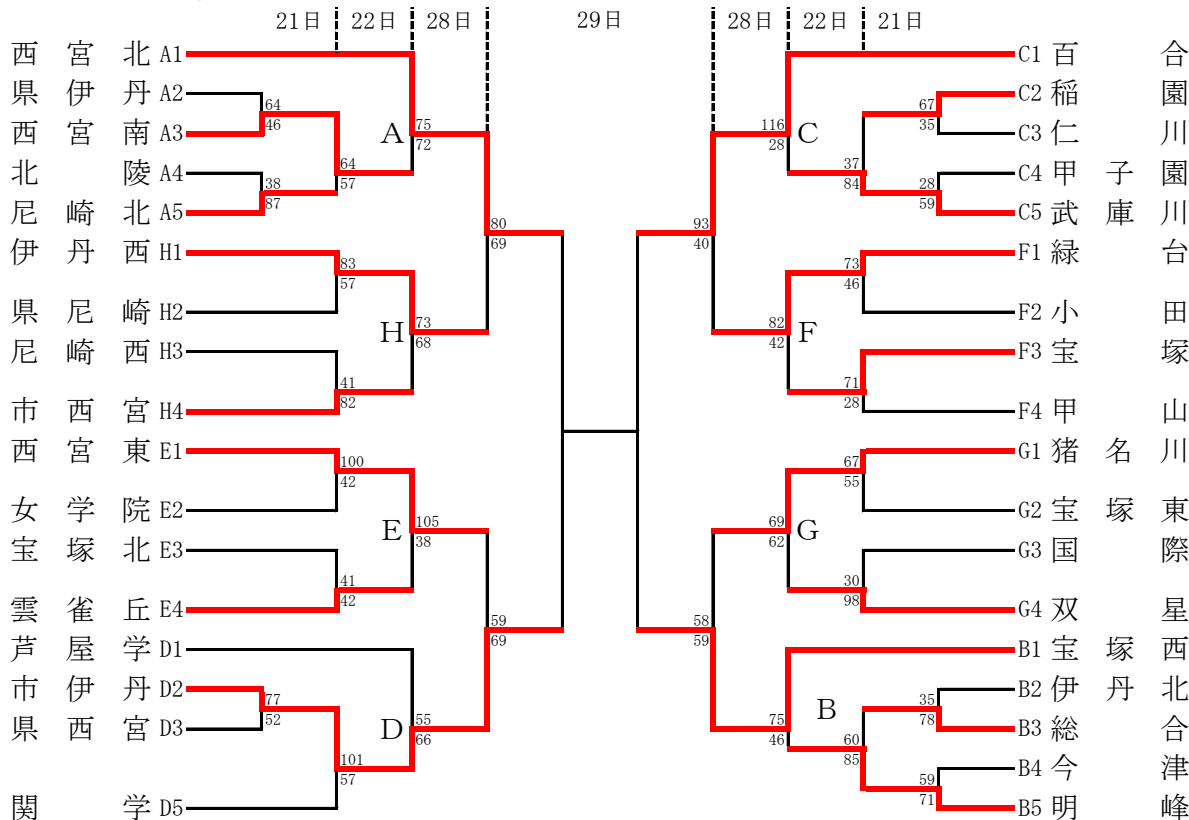 21日 22日 28日 29日 28日 22日 21日
西宮北 A1 C1 百合
県伊丹 A2 C2 稲園
64 67
西宮南 A3 46 A 75 116 C 35 C3 仁川
72 28
北陵 A4 64 37 C4 甲子園
38 57 84 28
尼崎北 A5 87 59 C5 武庫川
80 93
伊丹西 H1 69 40 F1 緑台
83 73
57 46
県尼崎 H2 F2 小田
73 H 82 F
尼崎西 H3 68 42 F3 宝塚
41 71
82 28
市西宮 H4 F4 甲山
西宮東 E1 G1 猪名川
100 67
42 55
女学院 E2 G2 宝塚東
E 105 69 G
宝塚北 E3 38 62 G3 国際
41 30
42 98
雲雀丘 E4 G4 双星
59 58
芦屋学 D1 69 59 B1 宝塚西
市伊丹 D2 B2 伊丹北
77 35
県西宮 D3 52 D 55 75 B 78 B3 総合
66 46
101 60 B4 今津
57 85 59
関学 D5 71 B5 明峰